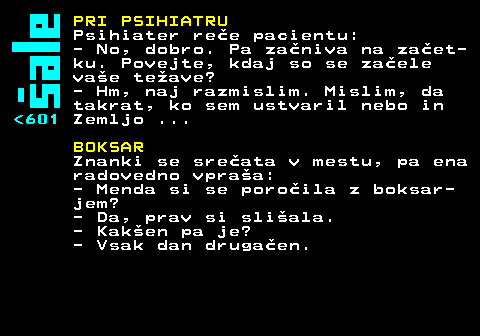 Šale
<601
PRI PSIHIATRU
Psihiater reče pacientu:
- No, dobro. Pa začniva na začet-
ku. Povejte, kdaj so se začele
vaše težave?
- Hm, naj razmislim. Mislim, da
takrat, ko sem ustvaril nebo in
Zemljo ...
BOKSAR
Znanki se srečata v mestu, pa ena
radovedno vpraša:
- Menda si se poročila z boksar-
jem?
- Da, prav si slišala.
- Kakšen pa je?
- Vsak dan drugačen.